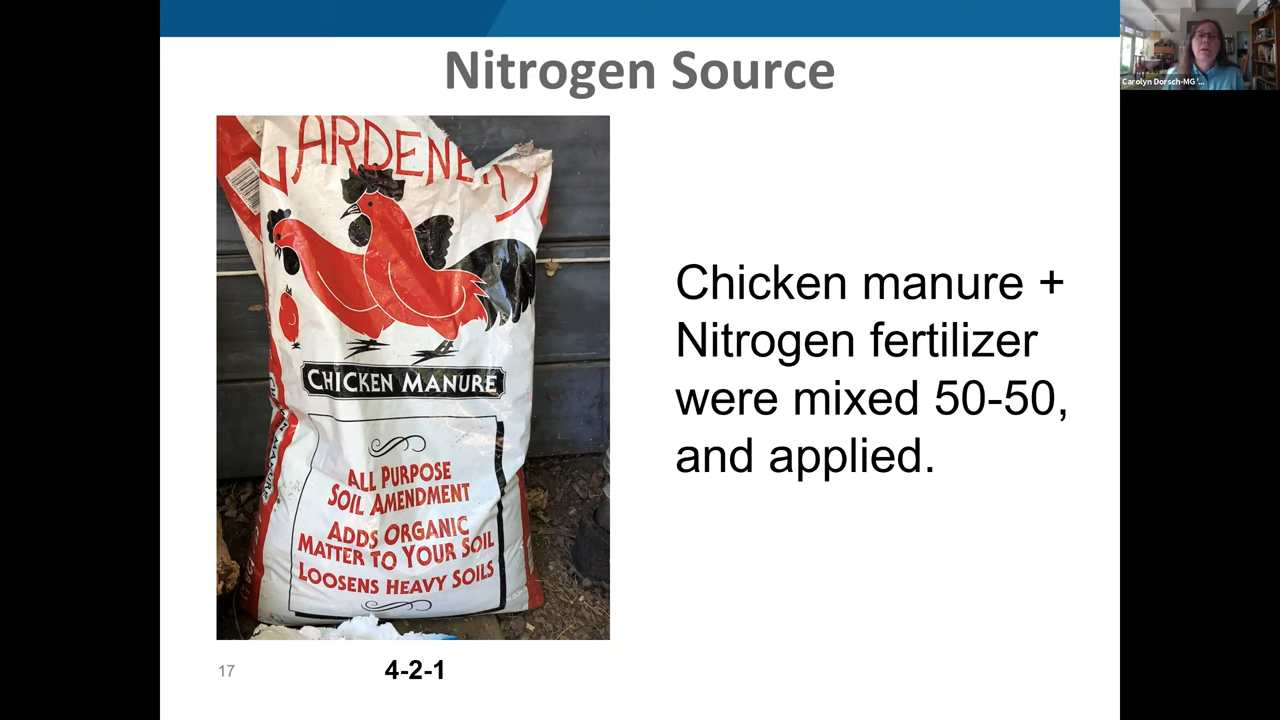 Nitrogen Source
Carolyn Dorsch-MG '...
ARDENER
CHICKEN MANURE
ALL PURPOSE
SOIL AMENDMENT
ADDS ORGANIC
MATTER TO YOUR SOIL
LOOSENS HEAVY SOILS
Chicken manure +
Nitrogen fertilizer
were mixed 50-50,
and applied.
17
4-2-1